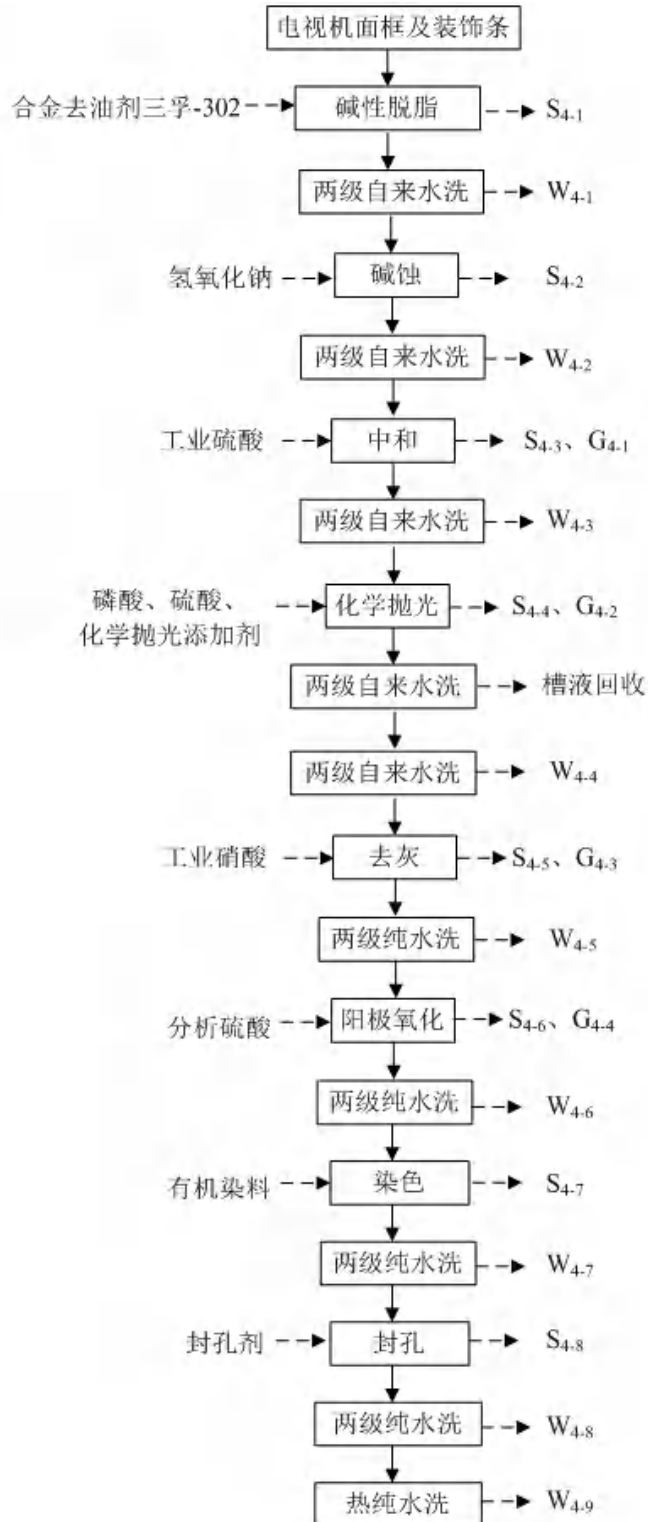 电视机面框及装饰条
合金去油剂三孚-302 碱性脱脂 S4-1
两级自来水洗 W4-1
氢氧化钠 碱蚀 S4-2
两级自来水洗 W4-2
工业硫酸 中和 S4-3、G4-1
两级自来水洗 W4-3
磷酸、硫酸、
化学抛光添加剂
化学抛光 S4-4、G4-2
两级自来水洗 槽液回收
两级自来水洗 W4-4
工业硝酸 去灰 S4-5、G4-3
两级纯水洗 W4-5
分析硫酸 阳极氧化 S4-6、G4-4
两级纯水洗 W4-6
有机染料 染色 S4-7
两级纯水洗 W4-7
封孔剂 封孔 S4-8
两级纯水洗 W4-8
热纯水洗 W4-9